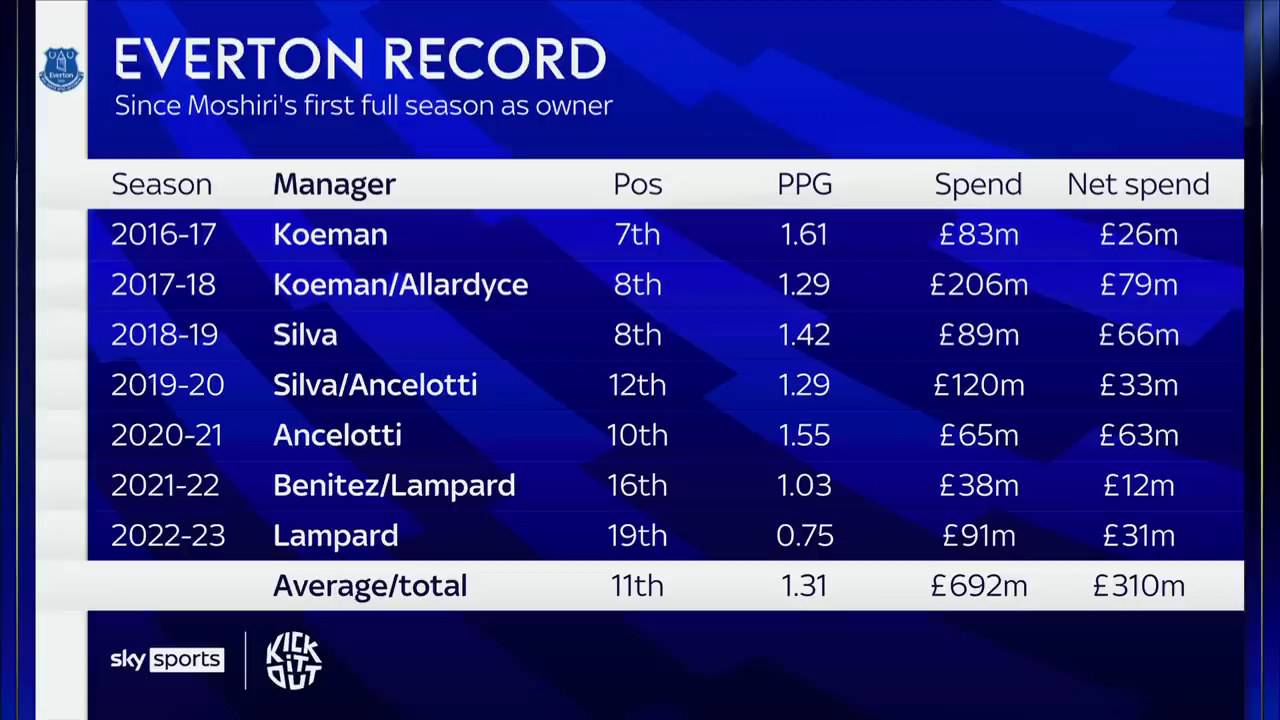 EVERTON RECORD
Everton
Since Moshiri's first full season as owner
Season Manager Pos PPG Spend Net spend
2016-17 Koeman 7th 1.61 £83m £26m
2017-18 Koeman/Allardyce 8th 1.29 £206m £79m
2018-19 Silva 8th 1.42 £89m £66m
2019-20 Silva/Ancelotti 12th 1.29 £120m £33m
2020-21 Ancelotti 10th 1.55 £65m £63m
2021-22 Benitez/Lampard 16th 1.03 £38m £12m
2022-23 Lampard 19th 0.75 £91m £31m
Average/total 11th 1.31 £692m £310m
sky sports
KICK
IT
OUT